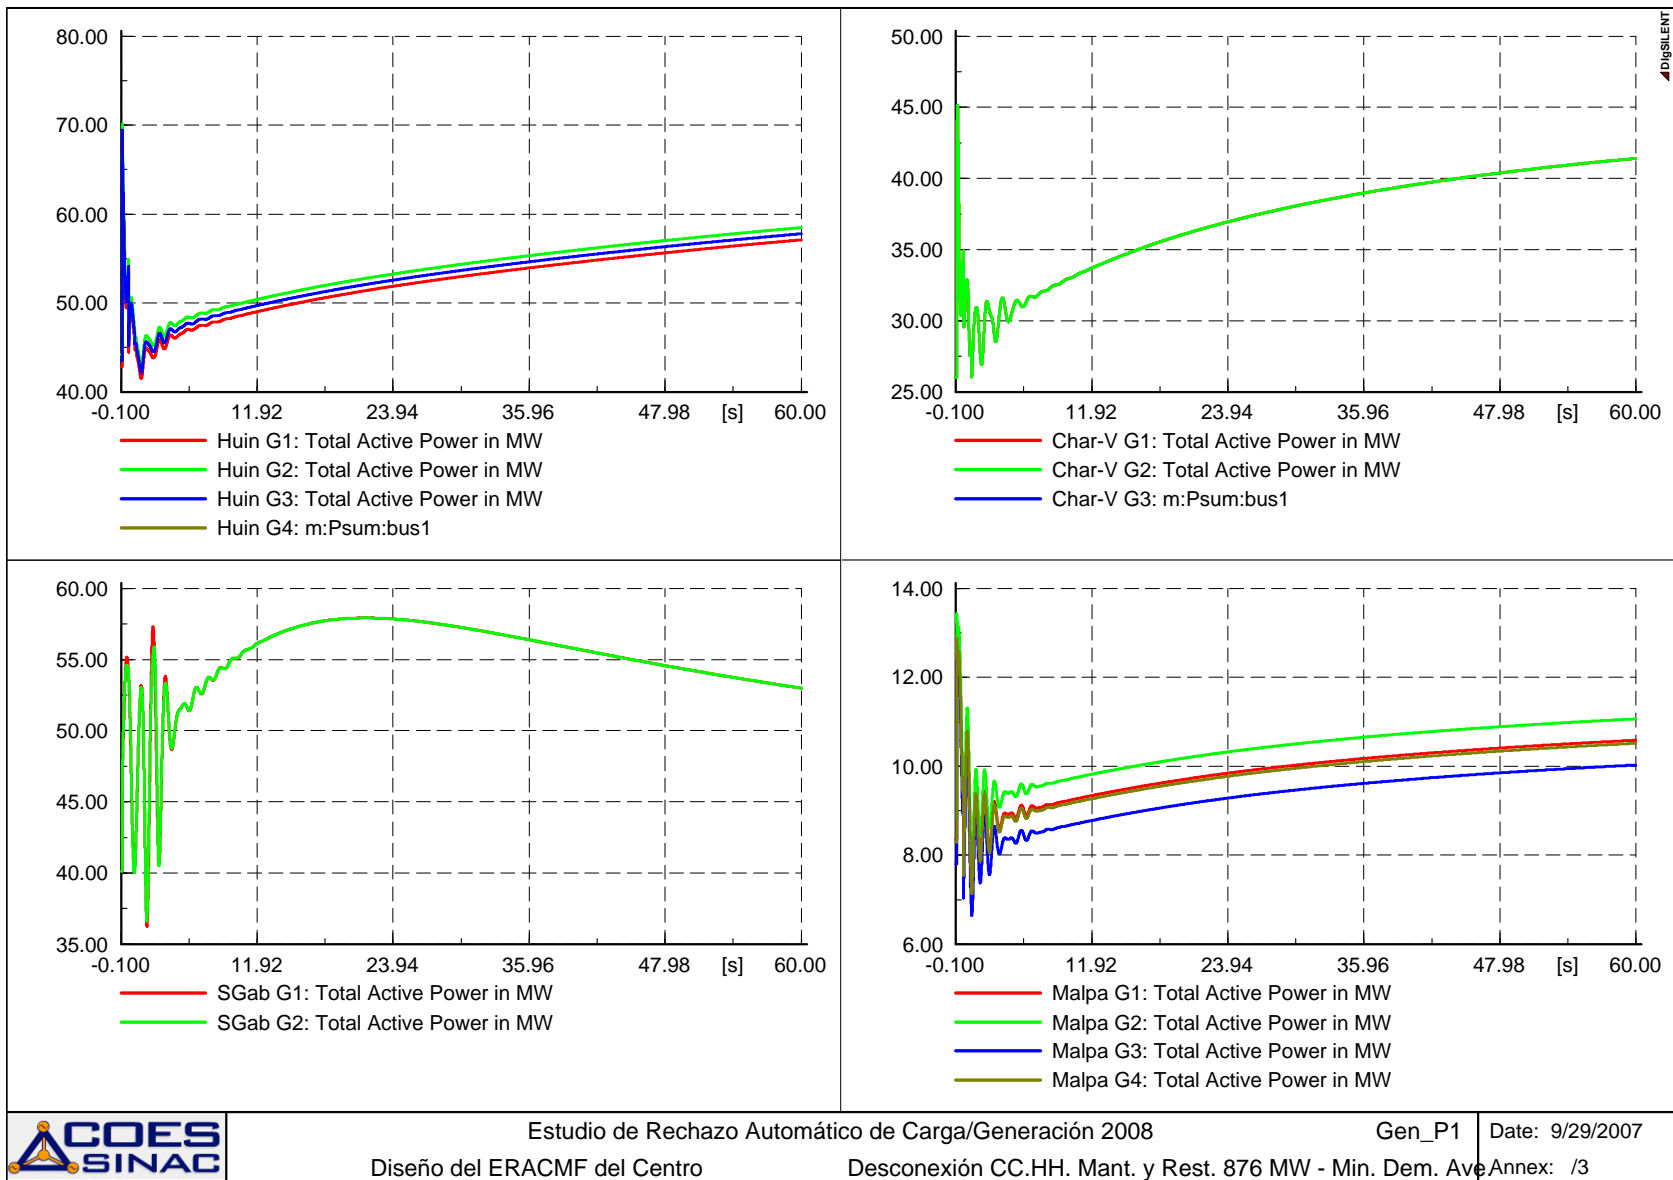 80.00
70.00
60.00
50.00
40.00
-0.100 11.92 23.94 35.96 47.98 [s] 60.00
Huin G1: Total Active Power in MW
Huin G2: Total Active Power in MW
Huin G3: Total Active Power in MW
Huin G4: m:Psum:bus1
50.00
45.00
40.00
35.00
30.00
25.00
-0.100 11.92 23.94 35.96 47.98 [s] 60.00
Char-V G1: Total Active Power in MW
Char-V G2: Total Active Power in MW
Char-V G3: m:Psum:bus1
DIgSILENT
60.00
55.00
50.00
45.00
40.00
35.00
-0.100 11.92 23.94 35.96 47.98 [s] 60.00
SGab G1: Total Active Power in MW
SGab G2: Total Active Power in MW
14.00
12.00
10.00
8.00
6.00
-0.100 11.92 23.94 35.96 47.98 [s] 60.00
Malpa G1: Total Active Power in MW
Malpa G2: Total Active Power in MW
Malpa G3: Total Active Power in MW
Malpa G4: Total Active Power in MW
COES
SINAC
Estudio de Rechazo Automático de Carga/Generación 2008 Gen_P1
Diseño del ERACMF del Centro Desconexión CC.HH. Mant. y Rest. 876 MW - Min. Dem. Ave
Date: 9/29/2007
Annex: /3